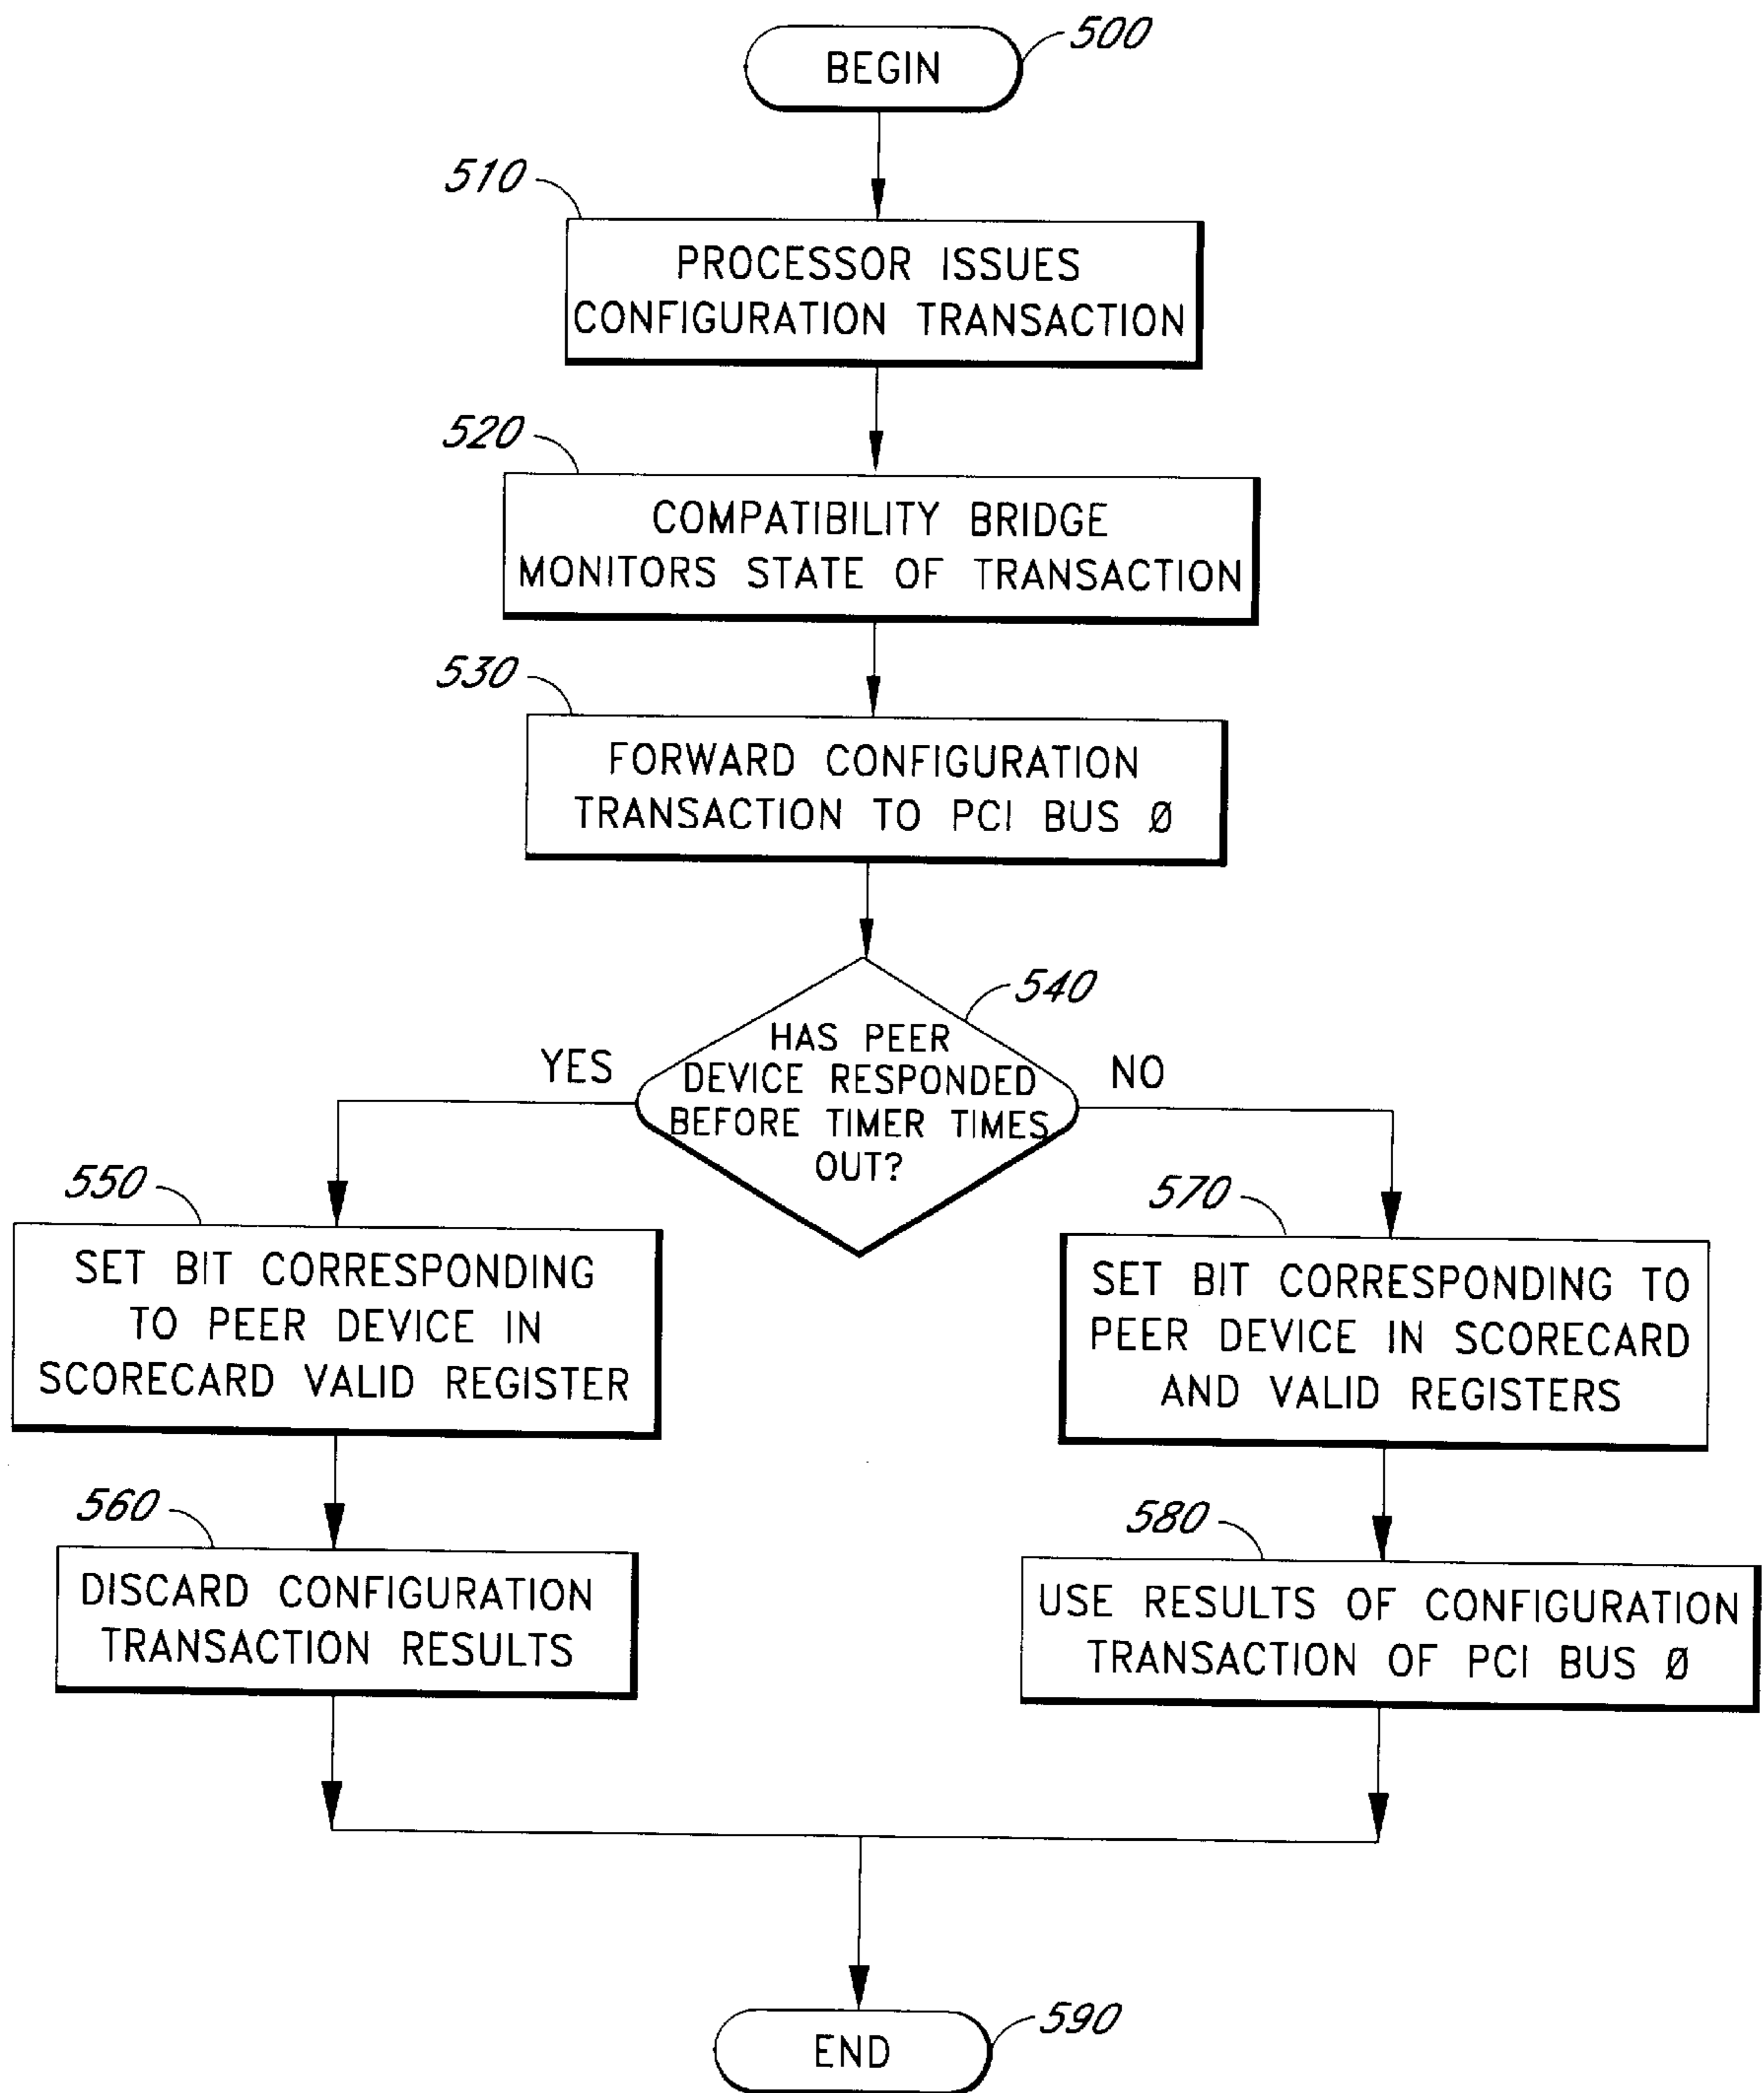 BEGIN
500
510
PROCESSOR ISSUES
CONFIGURATION TRANSACTION
520
COMPATIBILITY BRIDGE
MONITORS STATE OF TRANSACTION
530
FORWARD CONFIGURATION
TRANSACTION TO PCI BUS Ø
540
HAS PEER
DEVICE RESPONDED
BEFORE TIMER TIMES
OUT?
YES
NO
550
SET BIT CORRESPONDING
TO PEER DEVICE IN
SCORECARD VALID REGISTER
570
SET BIT CORRESPONDING TO
PEER DEVICE IN SCORECARD
AND VALID REGISTERS
560
DISCARD CONFIGURATION
TRANSACTION RESULTS
580
USE RESULTS OF CONFIGURATION
TRANSACTION OF PCI BUS Ø
END
590